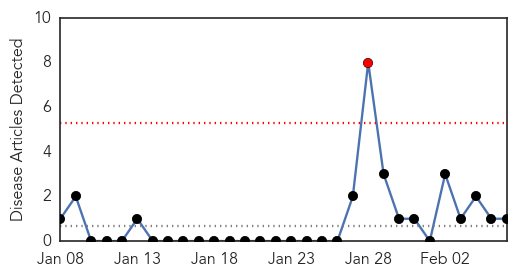 Disease Articles Detected
10
8
6
4
2
0
Jan 08
Jan 13
Jan 18
Jan 23
Jan 28
Feb 02